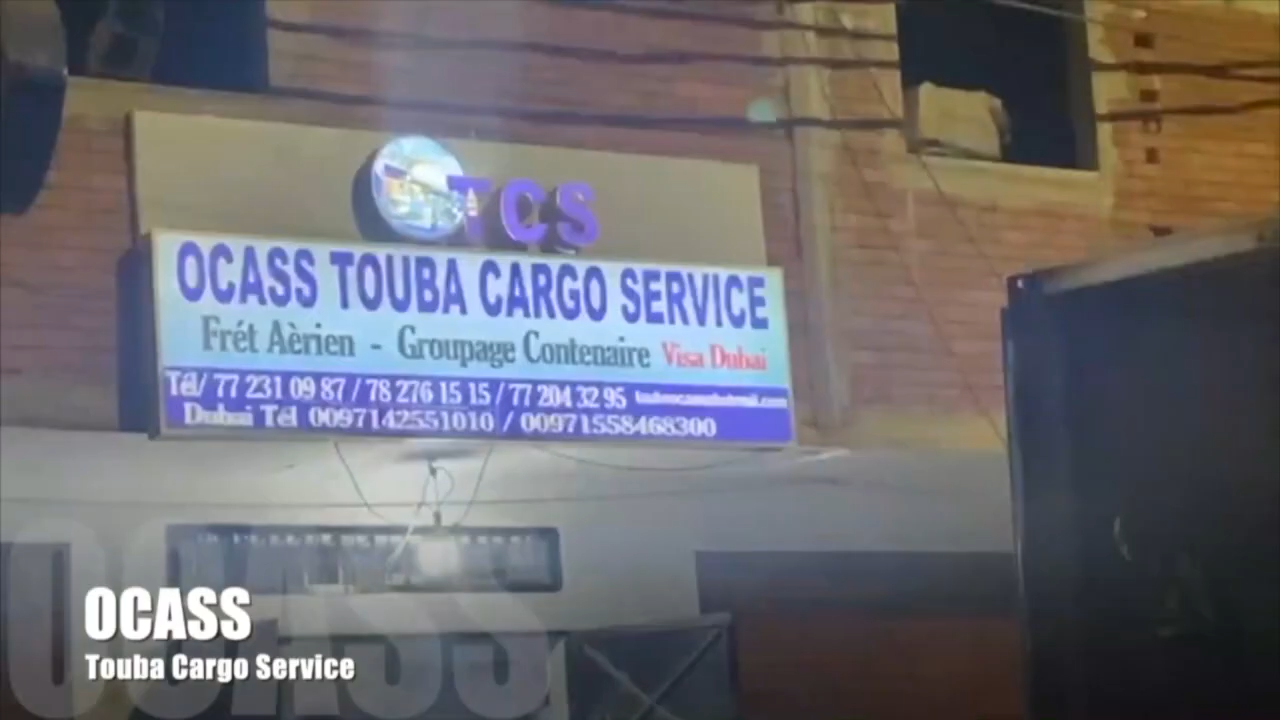 TCS
OCASS TOUBA CARGO SERVICE
Frét Aèrien - Groupage Contenaire Visa Dubai
Tél/ 77 231 09 87 / 78 276 15 15 / 77 204 32 95
Dubai Tél 0097142551010 / 00971558468300
OCASS
OCASS
Touba Cargo Service